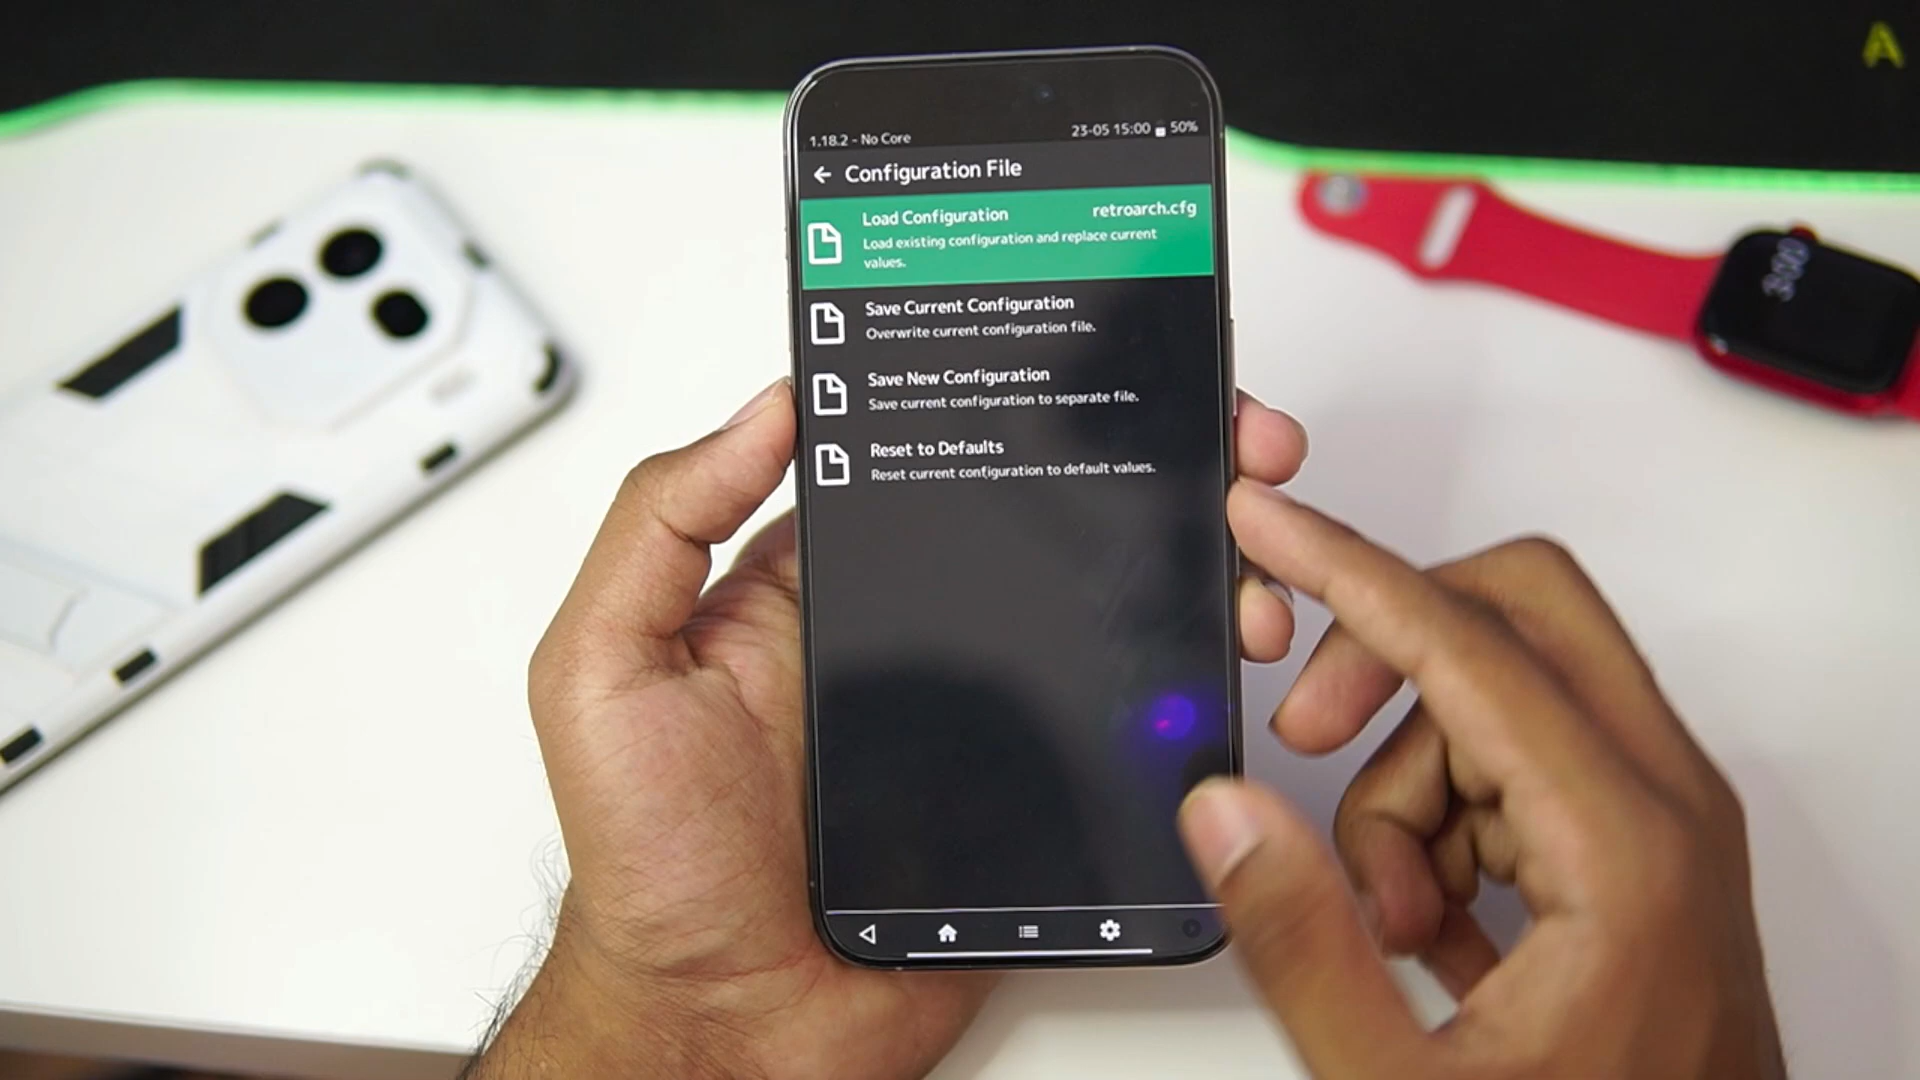 A
1.18.2 - No Core
23-05 15:00 50%
Configuration File
Load Configuration
retroarch.cfg
Load existing configuration and replace current
values.
Save Current Configuration
Overwrite current configuration file.
Save New Configuration
Save current configuration to separate file.
Reset to Defaults
Reset current configuration to default values.
3:00